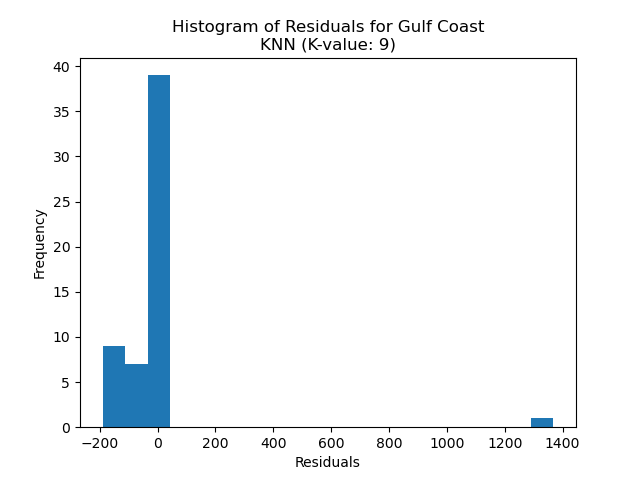 Histogram of Residuals for Gulf Coast
KNN (K-value: 9)
40
35
30
25
20
15
10
5
0
Frequency
−200 0 200 400 600 800 1000 1200 1400
Residuals